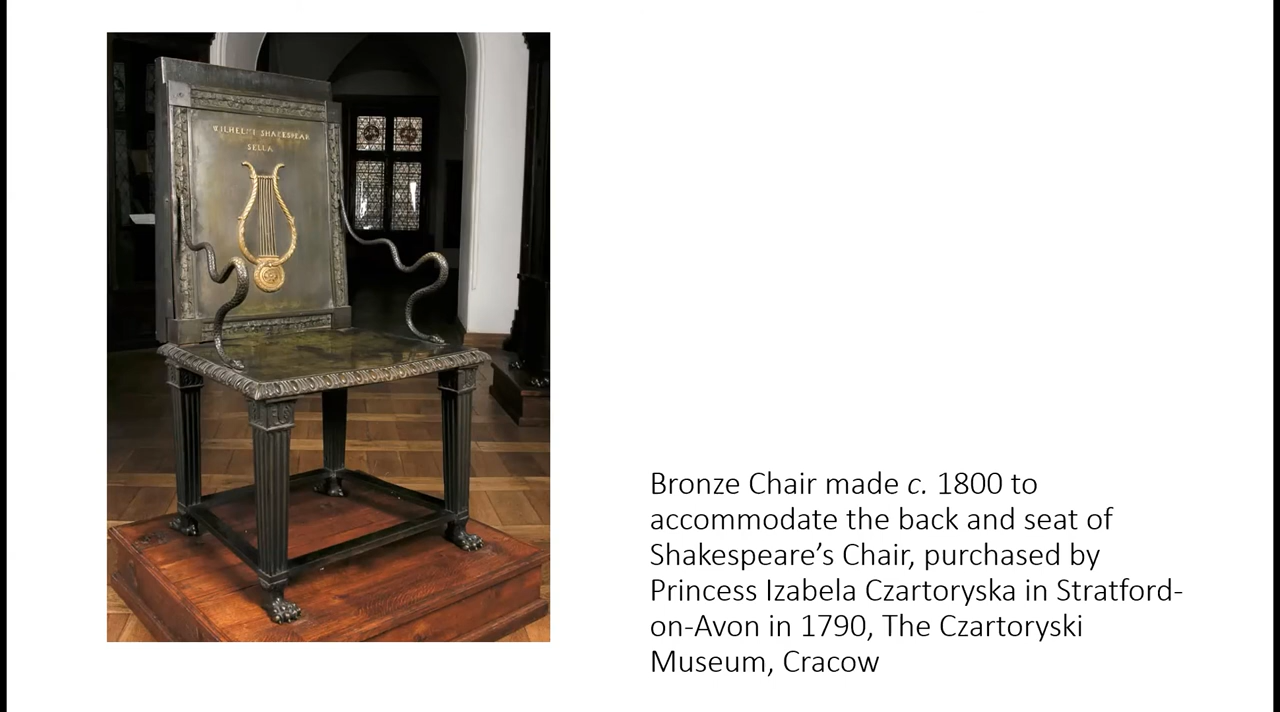 WILHELMI SHAKESPEAR
SELLA
Bronze Chair made c. 1800 to
accommodate the back and seat of
Shakespeare’s Chair, purchased by
Princess Izabela Czartoryska in Stratford-
on-Avon in 1790, The Czartoryski
Museum, Cracow